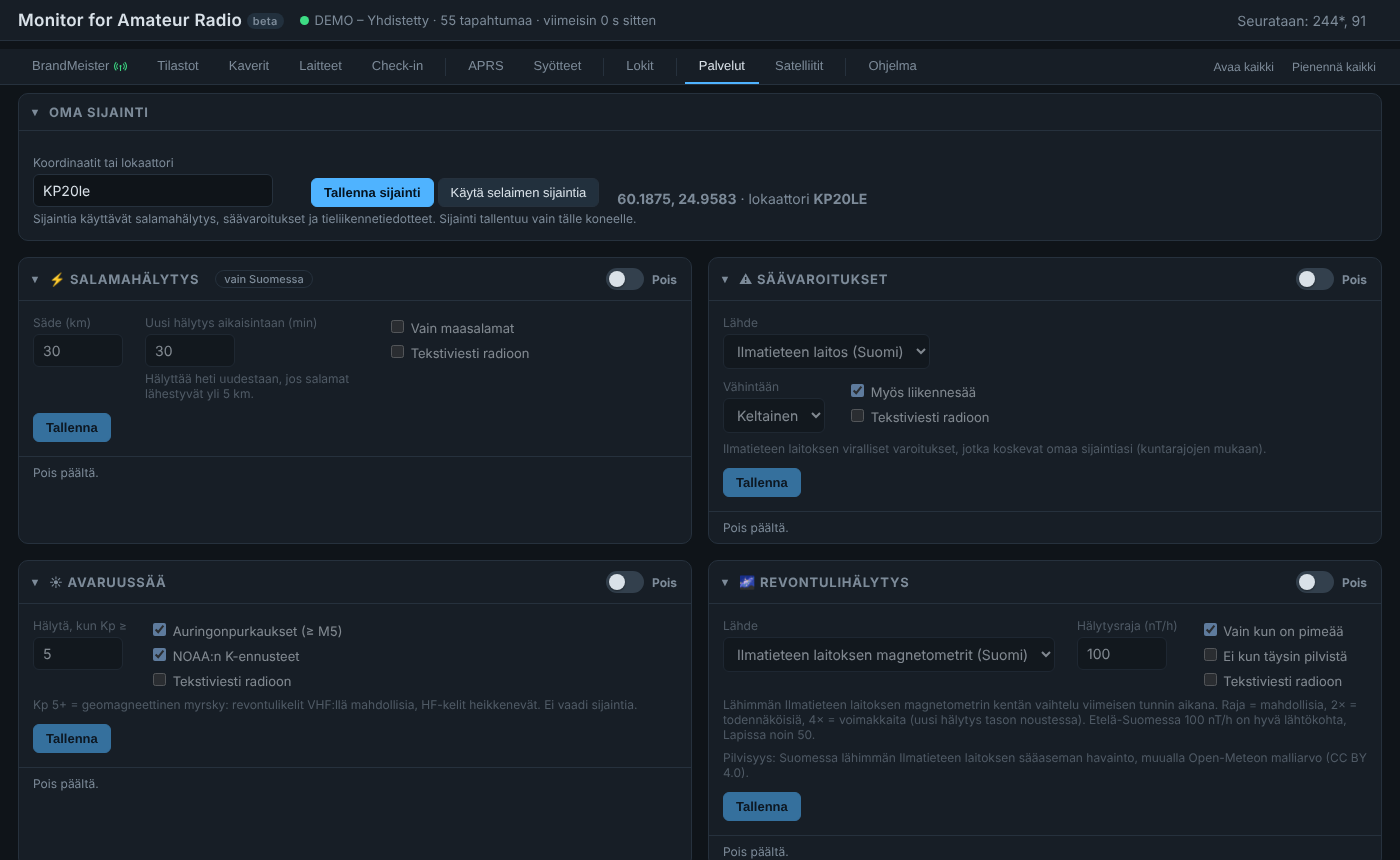 Monitor for Amateur Radio beta DEMO – Yhdistetty · 55 tapahtumaa · viimeisin 0 s sitten Seurataan: 244*, 91
BrandMeister Tilastot Kaverit Laitteet Check-in APRS Syötteet Lokit Palvelut Satelliitit Ohjelma Avaa kaikki Pienennä kaikki
▼ OMA SIJAINTI
Koordinaatit tai lokaattori
KP20le Tallenna sijainti Käytä selaimen sijaintia 60.1875, 24.9583 · lokaattori KP20LE
Sijaintia käyttävät salamahälytys, säävaroitukset ja tieliikennetiedotteet. Sijainti tallentuu vain tälle koneelle.
▼ ⚡ SALAMAHÄLYTYS vain Suomessa Pois
Säde (km) Uusi hälytys aikaisintaan (min)
30 30
Vain maasalamat
Tekstiviesti radioon
Hälyttää heti uudestaan, jos salamat
lähestyvät yli 5 km.
Tallenna
Pois päältä.
▼ ⚠ SÄÄVAROITUKSET Pois
Lähde
Ilmatieteen laitos (Suomi)
Vähintään
Keltainen
Myös liikennesää
Tekstiviesti radioon
Ilmatieteen laitoksen viralliset varoitukset, jotka koskevat omaa sijaintiasi (kuntarajojen mukaan).
Tallenna
Pois päältä.
▼ ☀ AVARUUSSÄÄ Pois
Hälytä, kun Kp ≥
5
Auringonpurkaukset (≥ M5)
NOAA:n K-ennusteet
Tekstiviesti radioon
Kp 5+ = geomagneettinen myrsky: revontulikelit VHF:llä mahdollisia, HF-kelit heikkenevät. Ei vaadi sijaintia.
Tallenna
Pois päältä.
▼ 🌌 REVONTULIHÄLYTYS Pois
Lähde Hälytysraja (nT/h)
Ilmatieteen laitoksen magnetometrit (Suomi) 100
Vain kun on pimeää
Ei kun täysin pilvistä
Tekstiviesti radioon
Lähimmän Ilmatieteen laitoksen magnetometrin kentän vaihtelu viimeisen tunnin aikana. Raja = mahdollisia, 2× =
todennäköisiä, 4× = voimakkaita (uusi hälytys tason noustessa). Etelä-Suomessa 100 nT/h on hyvä lähtökohta,
Lapissa noin 50.
Pilvisyys: Suomessa lähimmän Ilmatieteen laitoksen sääaseman havainto, muualla Open-Meteon malliarvo (CC BY
4.0).
Tallenna
Pois päältä.